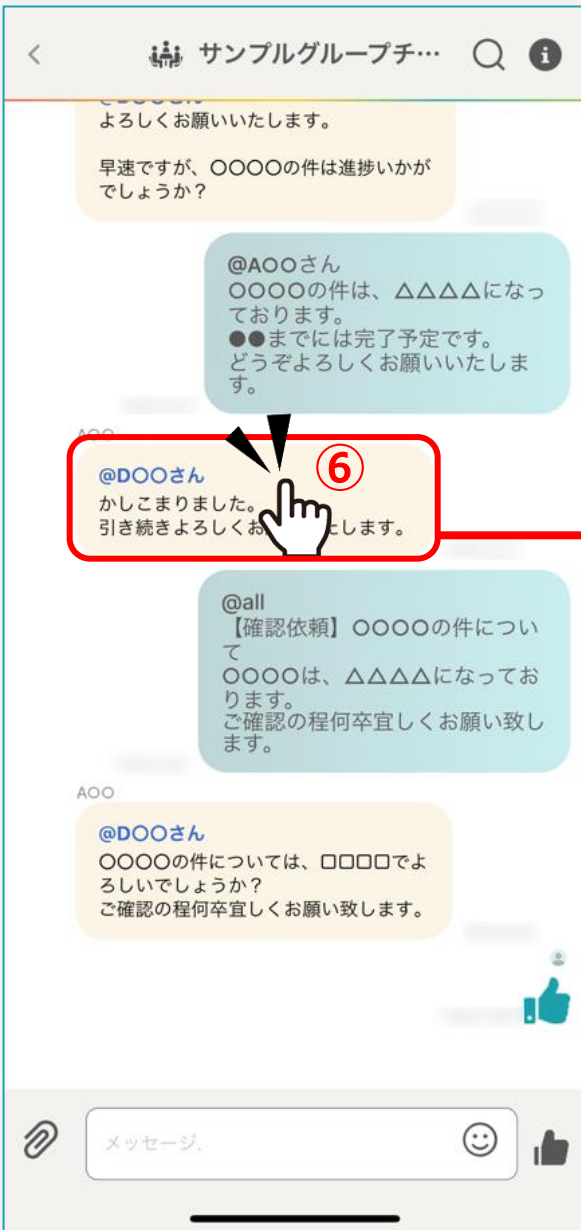 サンプルグループチ…
よろしくお願いいたします。
早速ですが、〇〇〇〇の件は進捗いかが
でしょうか？
@A〇〇さん
〇〇〇〇の件は、△△△△になっ
ております。
●●までには完了予定です。
どうぞよろしくお願いいたしま
す。
A〇〇
⑥
@D〇〇さん
かしこまりました。
引き続きよろしくお
たします。
@all
【確認依頼】〇〇〇〇の件につい
て
〇〇〇〇は、△△△△になってお
ります。
ご確認の程何卒宜しくお願い致し
ます。
A〇〇
@D〇〇さん
〇〇〇〇の件については、□□□□でよ
ろしいでしょうか？
ご確認の程何卒宜しくお願い致します。
メッセージ.